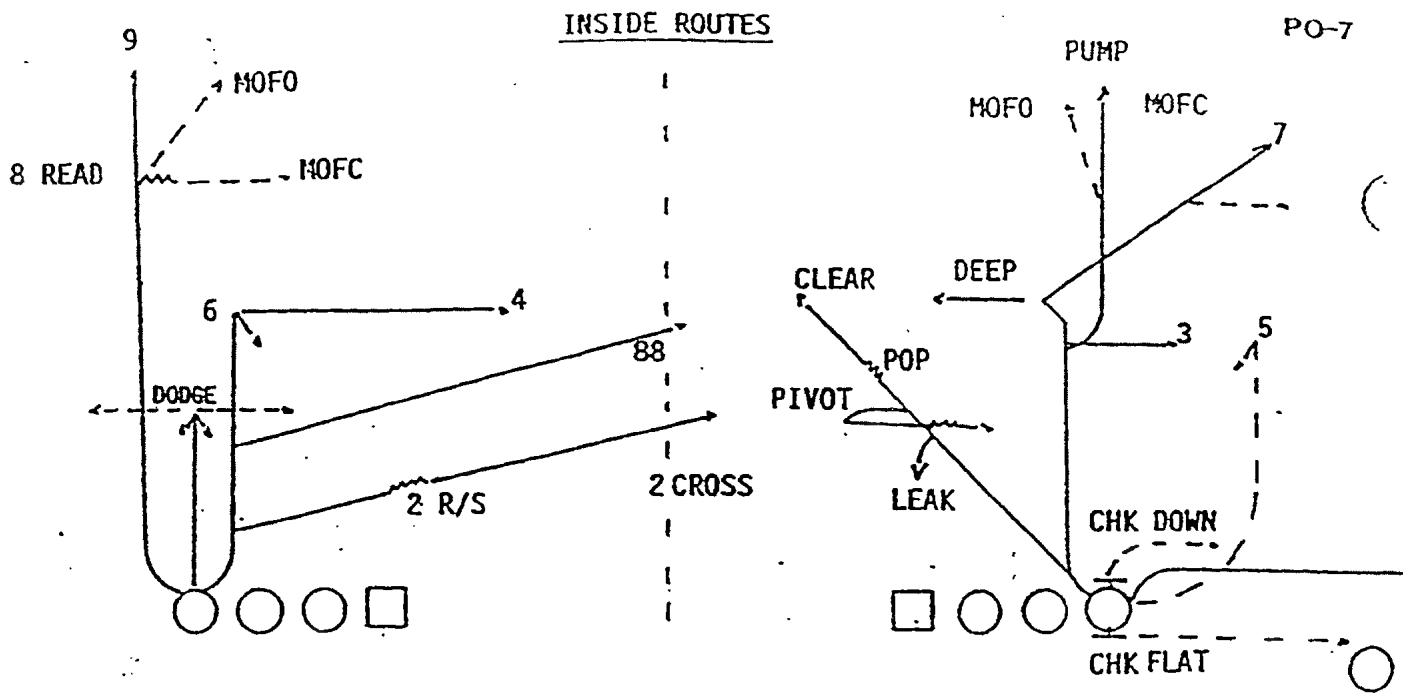 INSIDE ROUTES
PO-7
9
MOFO
8 READ
MOFC
6
4
88
DODGE
2 R/S
2 CROSS
PUMP
MOFO
MOFC
7
CLEAR
DEEP
POP
3
5
PIVOT
LEAK
CHK DOWN
CHK FLAT